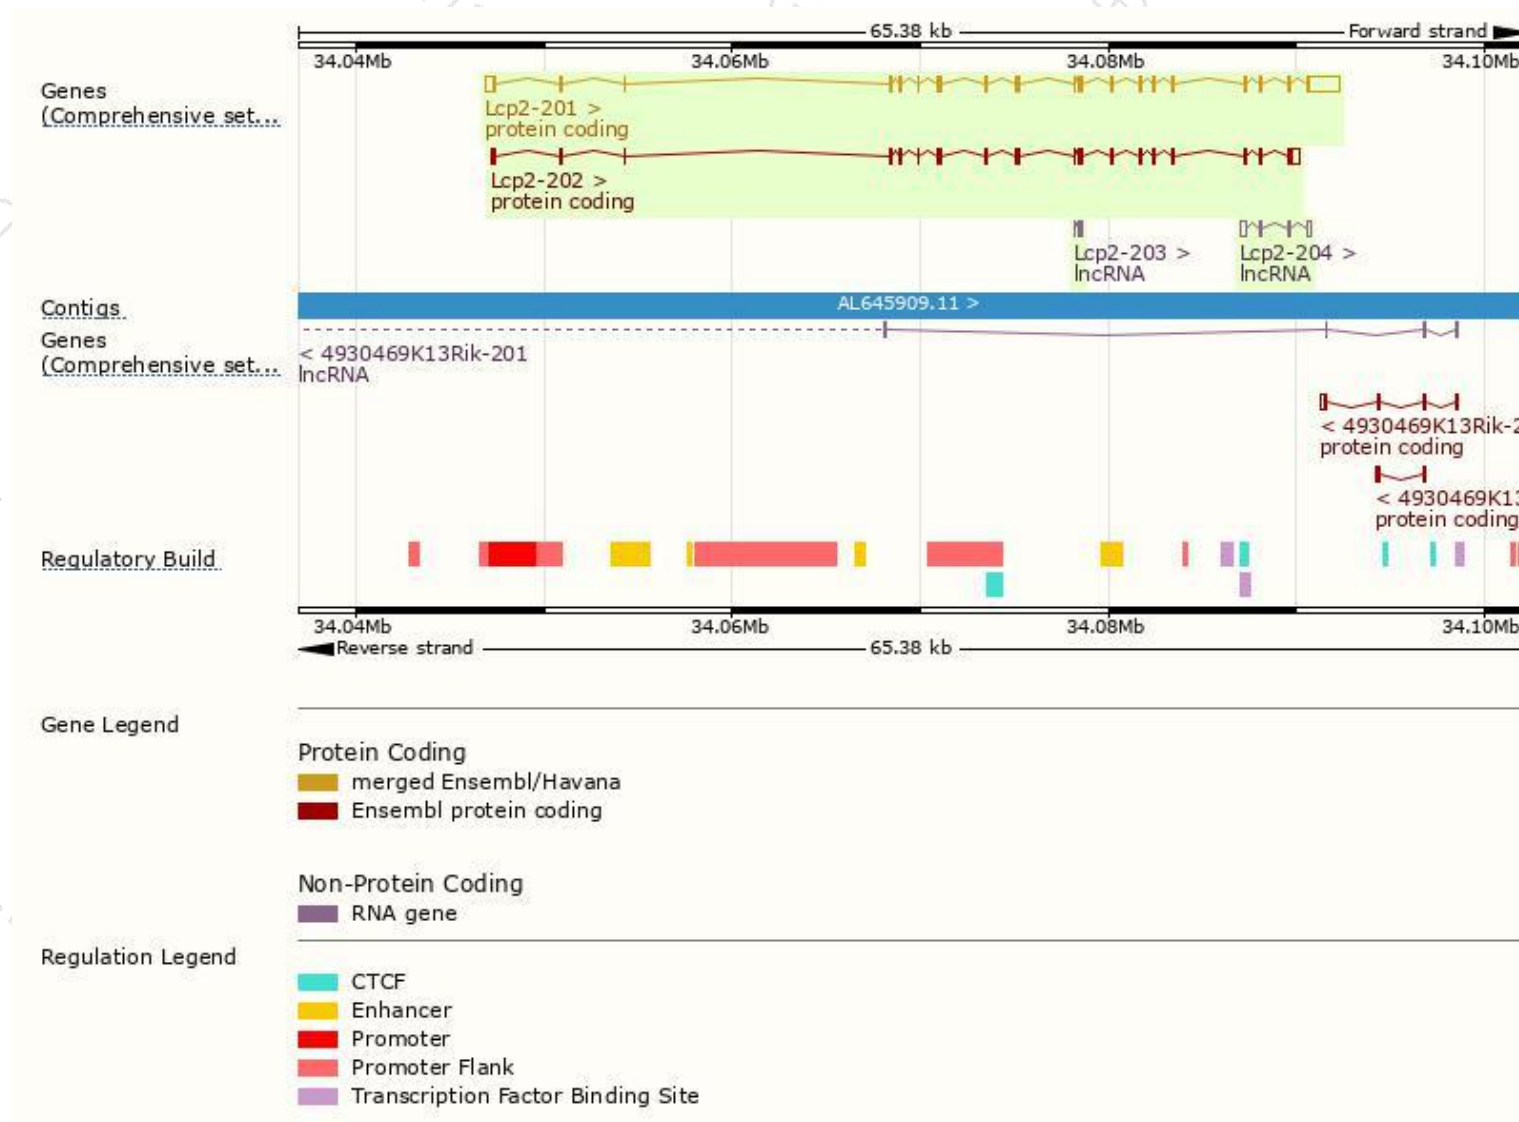 65.38 kb Forward strand
34.04Mb 34.06Mb 34.08Mb 34.10Mb
Genes
(Comprehensive set...
Lcp2-201 >
protein coding
Lcp2-202 >
protein coding
Lcp2-203 > Lcp2-204 >
lncRNA lncRNA
Contigs AL645909.11 >
Genes
(Comprehensive set...
< 4930469K13Rik-201
lncRNA
< 4930469K13Rik-2
protein coding
< 4930469K13
protein coding
Regulatory Build
34.04Mb 34.06Mb 34.08Mb 34.10Mb
Reverse strand 65.38 kb
Gene Legend
Protein Coding
merged Ensembl/Havana
Ensembl protein coding
Non-Protein Coding
RNA gene
Regulation Legend
CTCF
Enhancer
Promoter
Promoter Flank
Transcription Factor Binding Site